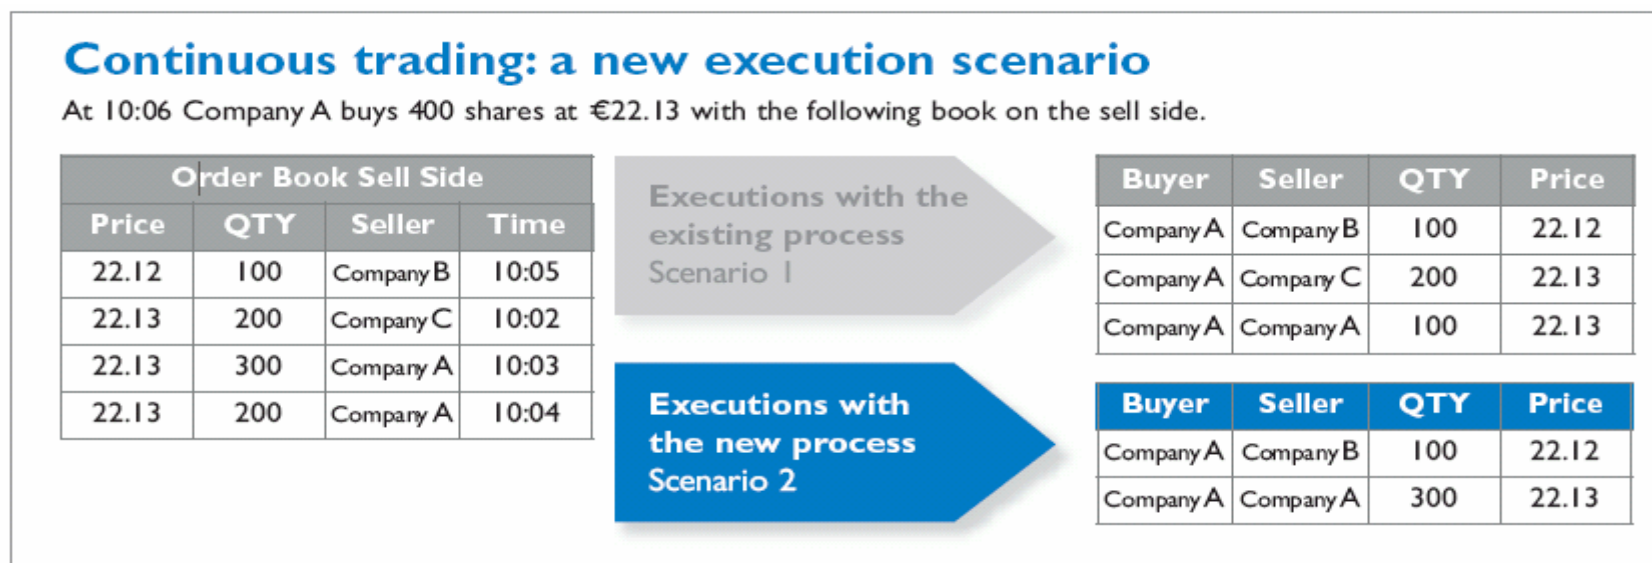 Continuous trading: a new execution scenario
At 10:06 Company A buys 400 shares at €22.13 with the following book on the sell side.
Order Book Sell Side
Price QTY Seller Time
22.12 100 Company B 10:05
22.13 200 Company C 10:02
22.13 300 Company A 10:03
22.13 200 Company A 10:04
Executions with the
existing process
Scenario 1
Buyer Seller QTY Price
Company A Company B 100 22.12
Company A Company C 200 22.13
Company A Company A 100 22.13
Executions with
the new process
Scenario 2
Buyer Seller QTY Price
Company A Company B 100 22.12
Company A Company A 300 22.13